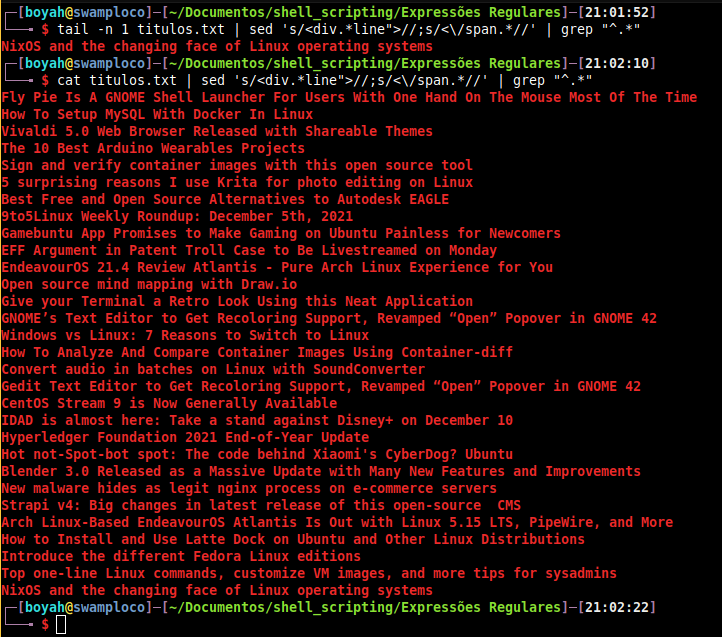 ┌─[boyah@swamploco]─[~/Documentos/shell_scripting/Expressões Regulares]─[21:01:52]
└──╼ $ tail -n 1 titulos.txt | sed 's/<div.*line">//;s/<\/span.*//' | grep "^.*"
NixOS and the changing face of Linux operating systems
┌─[boyah@swamploco]─[~/Documentos/shell_scripting/Expressões Regulares]─[21:02:10]
└──╼ $ cat titulos.txt | sed 's/<div.*line">//;s/<\/span.*//' | grep "^.*"
Fly Pie Is A GNOME Shell Launcher For Users With One Hand On The Mouse Most Of The Time
How To Setup MySQL With Docker In Linux
Vivaldi 5.0 Web Browser Released with Shareable Themes
The 10 Best Arduino Wearables Projects
Sign and verify container images with this open source tool
5 surprising reasons I use Krita for photo editing on Linux
Best Free and Open Source Alternatives to Autodesk EAGLE
9to5Linux Weekly Roundup: December 5th, 2021
Gamebuntu App Promises to Make Gaming on Ubuntu Painless for Newcomers
EFF Argument in Patent Troll Case to Be Livestreamed on Monday
EndeavourOS 21.4 Review Atlantis - Pure Arch Linux Experience for You
Open source mind mapping with Draw.io
Give your Terminal a Retro Look Using this Neat Application
GNOME’s Text Editor to Get Recoloring Support, Revamped “Open” Popover in GNOME 42
Windows vs Linux: 7 Reasons to Switch to Linux
How To Analyze And Compare Container Images Using Container-diff
Convert audio in batches on Linux with SoundConverter
Gedit Text Editor to Get Recoloring Support, Revamped “Open” Popover in GNOME 42
CentOS Stream 9 is Now Generally Available
IDAD is almost here: Take a stand against Disney+ on December 10
Hyperledger Foundation 2021 End-of-Year Update
Hot not-Spot-bot spot: The code behind Xiaomi's CyberDog? Ubuntu
Blender 3.0 Released as a Massive Update with Many New Features and Improvements
New malware hides as legit nginx process on e-commerce servers
Strapi v4: Big changes in latest release of this open-source  CMS
Arch Linux-Based EndeavourOS Atlantis Is Out with Linux 5.15 LTS, PipeWire, and More
How to Install and Use Latte Dock on Ubuntu and Other Linux Distributions
Introduce the different Fedora Linux editions
Top one-line Linux commands, customize VM images, and more tips for sysadmins
NixOS and the changing face of Linux operating systems
┌─[boyah@swamploco]─[~/Documentos/shell_scripting/Expressões Regulares]─[21:02:22]
└──╼ $